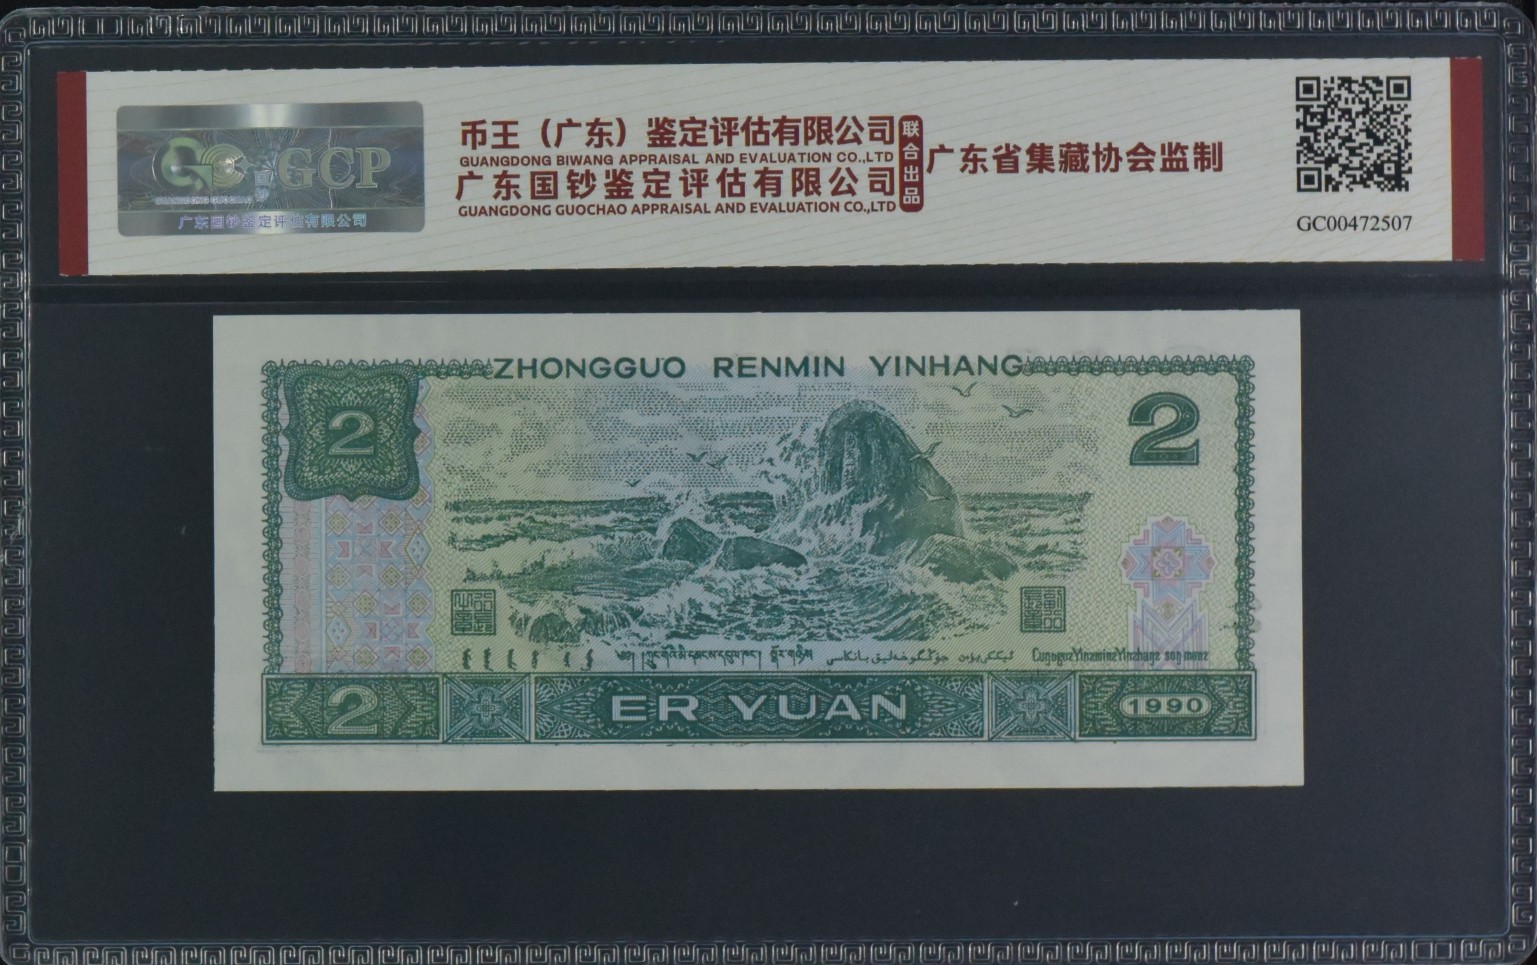 GCP
广东国钞鉴定评估有限公司
币王（广东）鉴定评估有限公司
GUANGDONG BIWANG APPRAISAL AND EVALUATION CO.,LTD
广东国钞鉴定评估有限公司
GUANGDONG GUOCHAO APPRAISAL AND EVALUATION CO.,LTD
联合出品
广东省集藏协会监制
GC00472507
ZHONGGUO RENMIN YINHANG
2
2
2
ER YUAN
1990